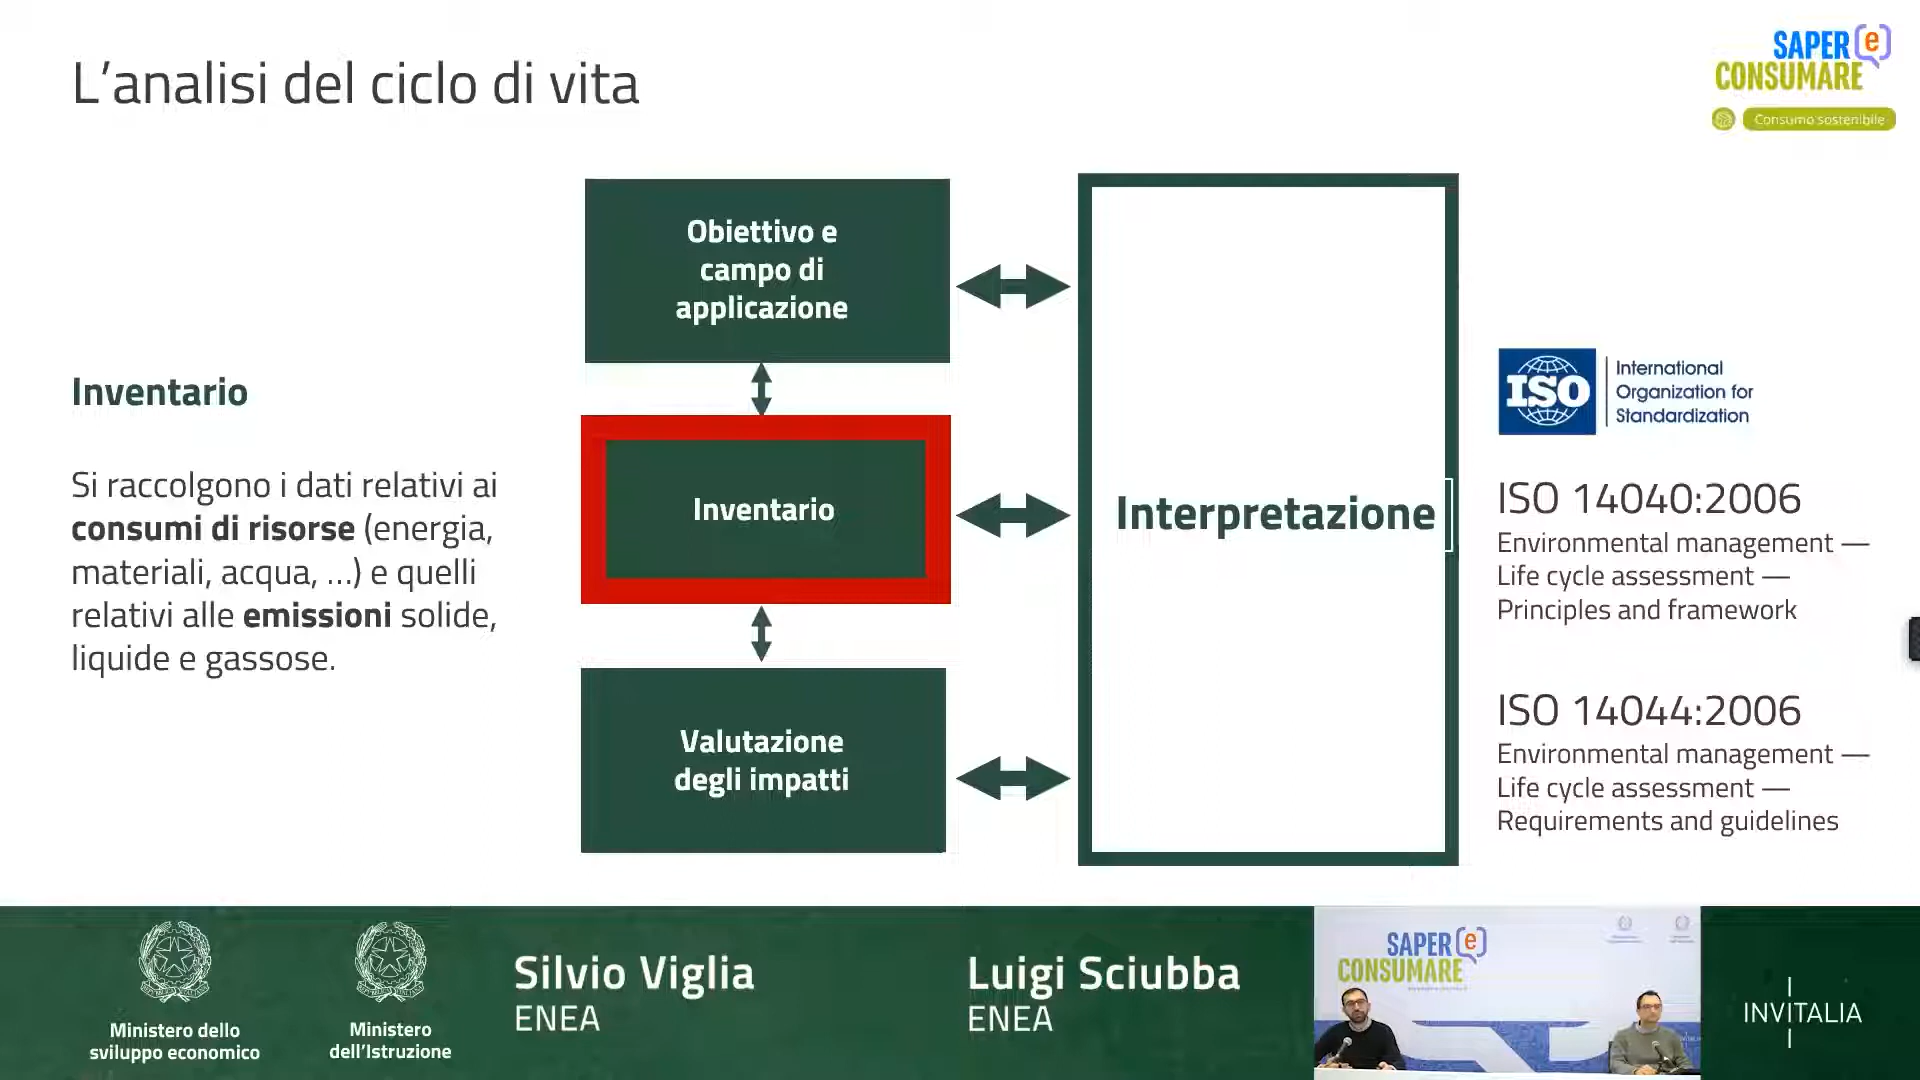 L'analisi del ciclo di vita
SAPER(e)
CONSUMARE
Consumo sostenibile
Inventario
Si raccolgono i dati relativi ai
consumi di risorse (energia,
materiali, acqua, ...) e quelli
relativi alle emissioni solide,
liquide e gassose.
Obiettivo e
campo di
applicazione
Inventario
Valutazione
degli impatti
Interpretazione
ISO
International
Organization for
Standardization
ISO 14040:2006
Environmental management —
Life cycle assessment —
Principles and framework
ISO 14044:2006
Environmental management —
Life cycle assessment —
Requirements and guidelines
Ministero dello
sviluppo economico
Ministero
dell'Istruzione
Silvio Viglia
ENEA
Luigi Sciubba
ENEA
SAPER(e)
CONSUMARE
INVITALIA